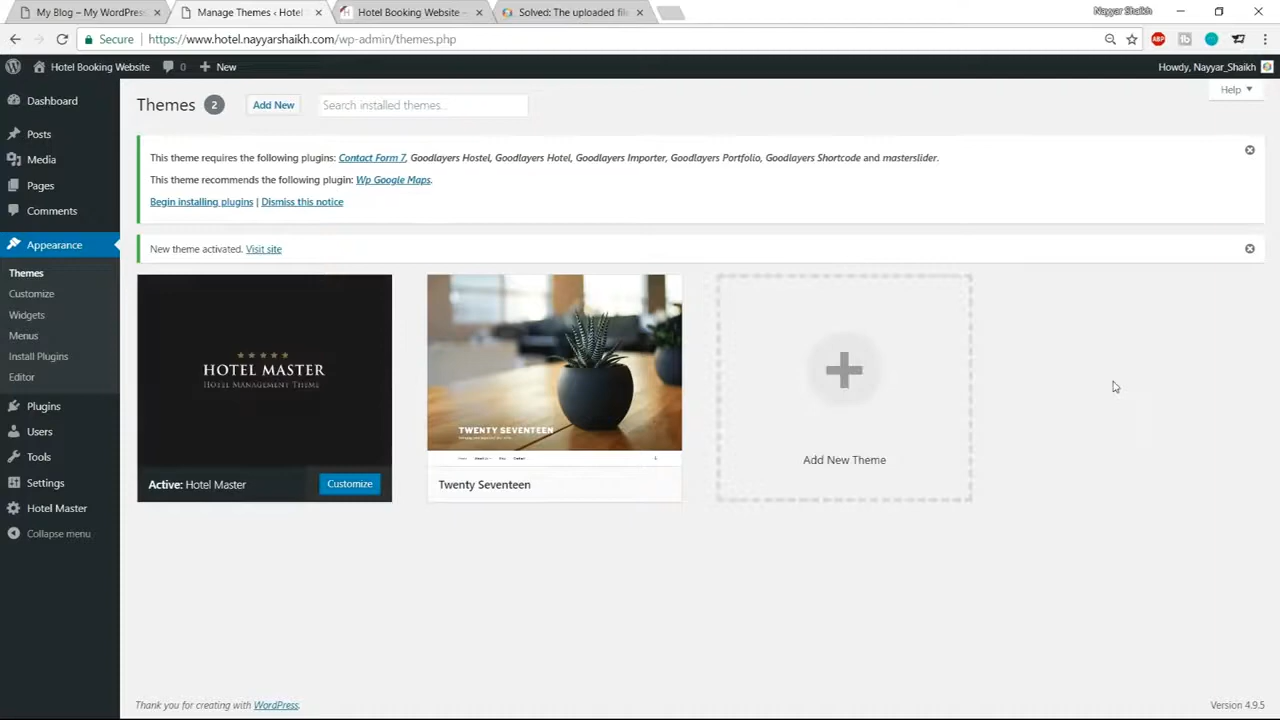 My Blog – My WordPress
Manage Themes ‹ Hotel
Hotel Booking Website –
Solved: The uploaded file
Nayyar Shaikh
Secure
https://www.hotel.nayyarshaikh.com/wp-admin/themes.php
ABP
Hotel Booking Website
0
New
Howdy, Nayyar_Shaikh
Dashboard
Posts
Media
Pages
Comments
Appearance
Themes
Customize
Widgets
Menus
Install Plugins
Editor
Plugins
Users
Tools
Settings
Hotel Master
Collapse menu
Themes 2 Add New Search installed themes...
Help
This theme requires the following plugins: Contact Form 7, Goodlayers Hostel, Goodlayers Hotel, Goodlayers Importer, Goodlayers Portfolio, Goodlayers Shortcode and masterslider.
This theme recommends the following plugin: Wp Google Maps.
Begin installing plugins | Dismiss this notice
New theme activated. Visit site
HOTEL MASTER
HOTEL MANAGEMENT THEME
Active: Hotel Master
Customize
TWENTY SEVENTEEN
Twenty Seventeen
Add New Theme
Thank you for creating with WordPress.
Version 4.9.5